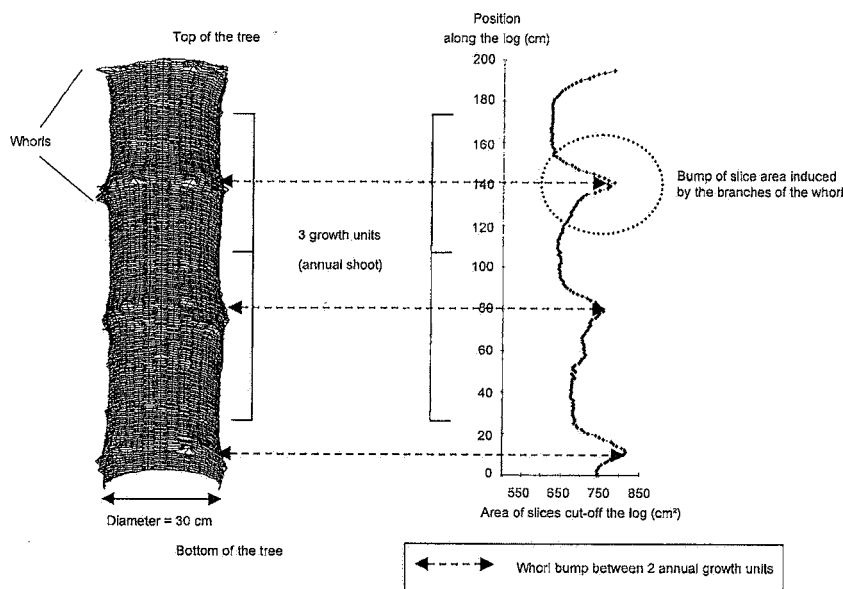 Top of the tree
Whorls
3 growth units
(annual shoot)
Diameter = 30 cm
Bottom of the tree
Position
along the log (cm)
200
180
160
140
120
100
80
60
40
20
0
550 650 750 850
Area of slices cut-off the log (cm²)
Bump of slice area induced
by the branches of the whorl
Whorl bump between 2 annual growth units